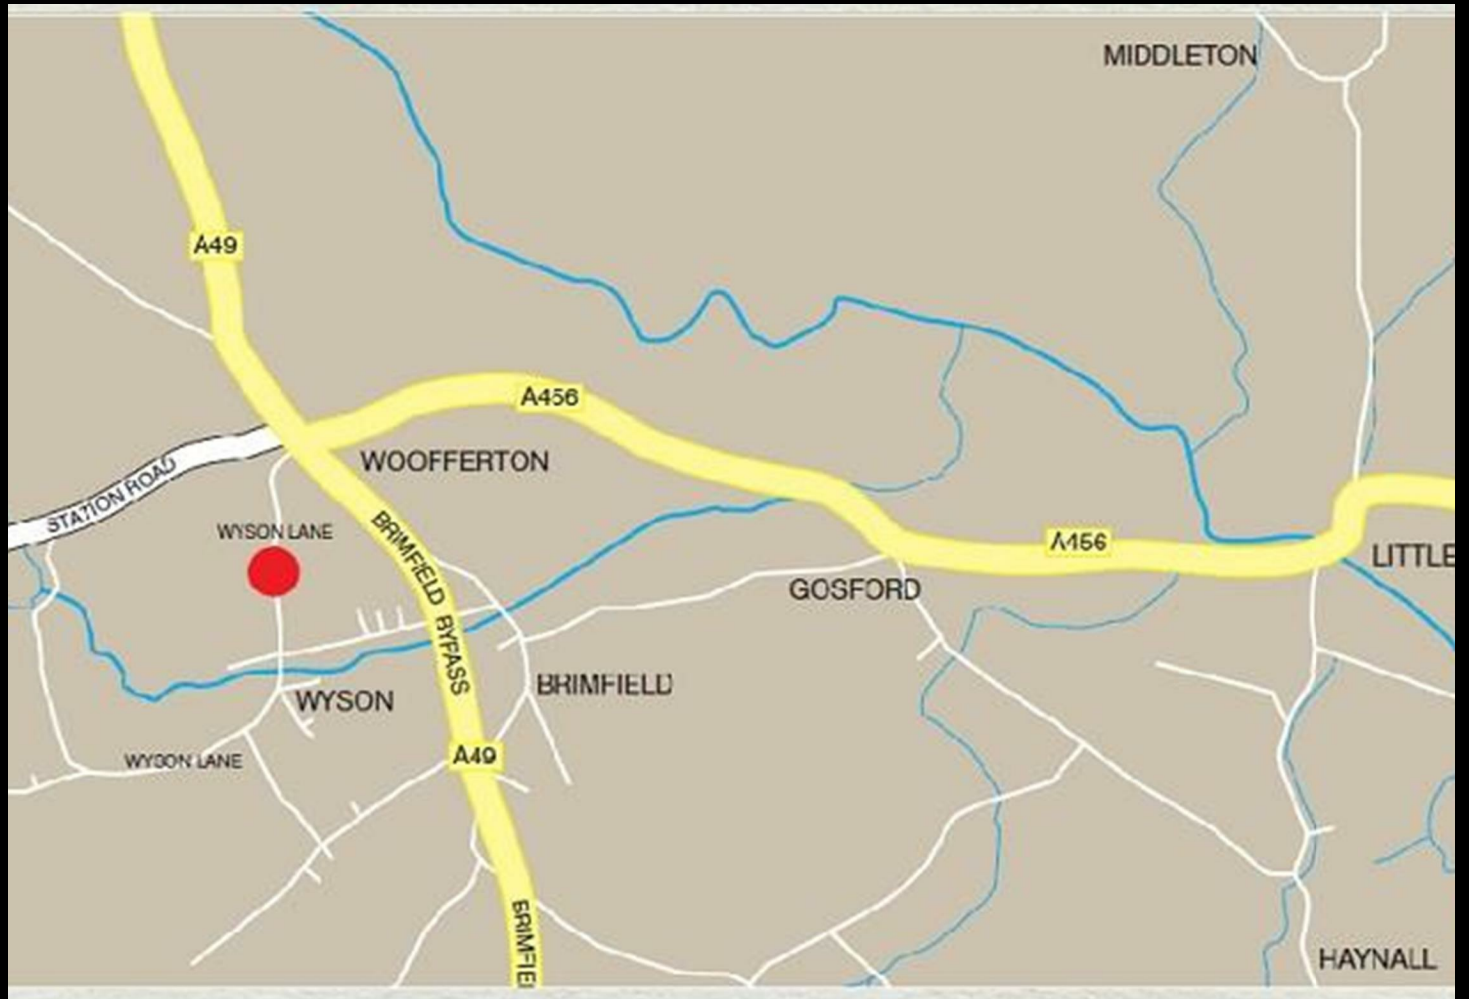 MIDDLETON
A49
A456
WOOFFERTON
STATION ROAD
WYSON LANE
BRIMFIELD BYPASS
A456
LITTLE
GOSFORD
BRIMFIELD
WYSON
A49
WYSON LANE
BRIMFIE
HAYNALL